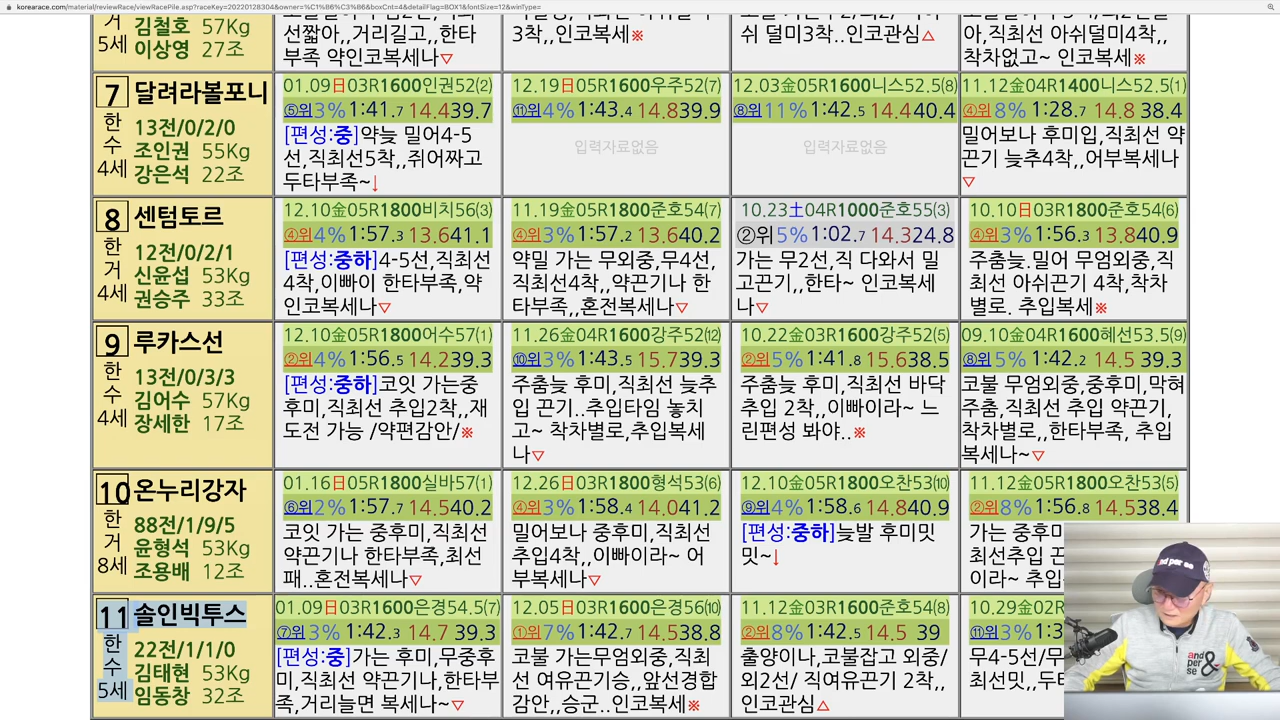 korearace.com/material/reviewRace/viewRacePile.asp?raceKey=20220128304&owner=%C1%B6%C3%B6&boxCnt=4&detailFlag=BOX1&fontSize=12&winType=
김철호 57Kg
5세 이상영 27조
선짧아,,거리길고,,한타
부족 약인코복세나▽
3착,,인코복세※
쉬 덜미3착..인코관심△
아,직최선 아쉬덜미4착,,
착차없고~ 인코복세※
7 달려라볼포니
한
수
4세
13전/0/2/0
조인권 55Kg
강은석 22조
01.09日03R1600인권52(2)
⑤위3% 1:41.7 14.439.7
[편성:중]약늦 밀어4-5
선,직최선5착,,쥐어짜고
두타부족~↓
12.19日05R1600우주52(7)
⑪위4% 1:43.4 14.839.9
입력자료없음
12.03金05R1600니스52.5(8)
⑧위11% 1:42.5 14.440.4
입력자료없음
11.12金04R1400니스52.5(1)
④위8% 1:28.7 14.8 38.4
밀어보나 후미입,직최선 약
끈기 늦추4착,,어부복세나
▽
8 센텀토르
한
거
4세
12전/0/2/1
신윤섭 53Kg
권승주 33조
12.10金05R1800비치56(3)
④위4% 1:57.3 13.641.1
[편성:중하]4-5선,직최선
4착,이빠이 한타부족,약
인코복세나▽
11.19金05R1800준호54(7)
④위3% 1:57.2 13.640.2
약밀 가는 무외중,무4선,
직최선4착,,약끈기나 한
타부족,,혼전복세나▽
10.23土04R1000준호55(3)
②위5% 1:02.7 14.324.8
가는 무2선,직 다와서 밀
고끈기,,한타~ 인코복세
나▽
10.10日03R1800준호54(6)
④위3% 1:56.3 13.840.9
주춤늦.밀어 무엄외중,직
최선 아쉬끈기 4착,착차
별로. 추입복세※
9 루카스선
한
수
4세
13전/0/3/3
김어수 57Kg
장세한 17조
12.10金05R1800어수57(1)
②위4% 1:56.5 14.239.3
[편성:중하]코잇 가는중
후미,직최선 추입2착,,재
도전 가능 /약편감안/※
11.26金04R1600강주52(12)
⑩위3% 1:43.5 15.739.3
주춤늦 후미,직최선 늦추
입 끈기..추입타임 놓치
고~ 착차별로,추입복세
나▽
10.22金03R1600강주52(5)
②위5% 1:41.8 15.638.5
주춤늦 후미,직최선 바닥
추입 2착,,이빠이라~ 느
린편성 봐야..※
09.10金04R1600혜선53.5(9)
⑧위5% 1:42.2 14.5 39.3
코불 무엄외중,중후미,막혀
주춤,직최선 추입 약끈기,
착차별로,,한타부족, 추입
복세나~▽
10 온누리강자
한
거
8세
88전/1/9/5
윤형석 53Kg
조용배 12조
01.16日05R1800실바57(1)
⑥위2% 1:57.7 14.540.2
코잇 가는 중후미,직최선
약끈기나 한타부족,최선
패..혼전복세나▽
12.26日03R1800형석53(6)
④위4% 1:58.4 14.041.2
밀어보나 중후미,직최선
추입4착,,이빠이라~ 어
부복세나▽
12.10金05R1800오찬53(10)
⑨위4% 1:58.6 14.840.9
[편성:중하]늦발 후미밋
밋~↓
11.12金05R1800오찬53(5)
②위8% 1:56.8 14.538.4
가는 중후미
최선추입 끈
이라~ 추입
11 솔인빅투스
한
수
5세
22전/1/1/0
김태현 53Kg
임동창 32조
01.09日03R1600은경54.5(7)
⑦위3% 1:42.3 14.7 39.3
[편성:중]가는 후미,무중후
미,직최선 약끈기나,한타부
족,거리늘면 복세나~▽
12.05日03R1600은경56(10)
①위7% 1:42.7 14.538.8
코불 가는무엄외중,직최
선 여유끈기승,,앞선경합
감안,,승군..인코복세※
11.12金03R1600준호54(8)
②위8% 1:42.5 14.5 39
출양이나,코불잡고 외중/
외2선/ 직여유끈기 2착,,
인코관심△
10.29金02R
⑪위3% 1:3
무4-5선/무
최선밋,,두타
and per se
and
per
se &